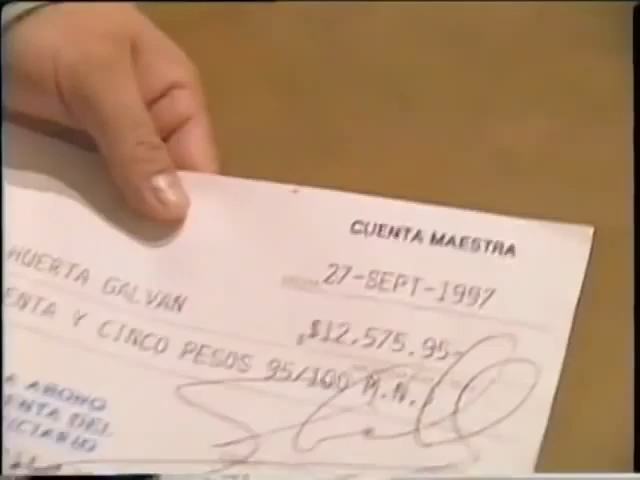 CUENTA MAESTRA
27-SEPT-1997
HUERTA GALVAN
$12,575.95
ENTA Y CINCO PESOS 95/100 M.N.
ABONO
ENTA DEL
ICIARIO